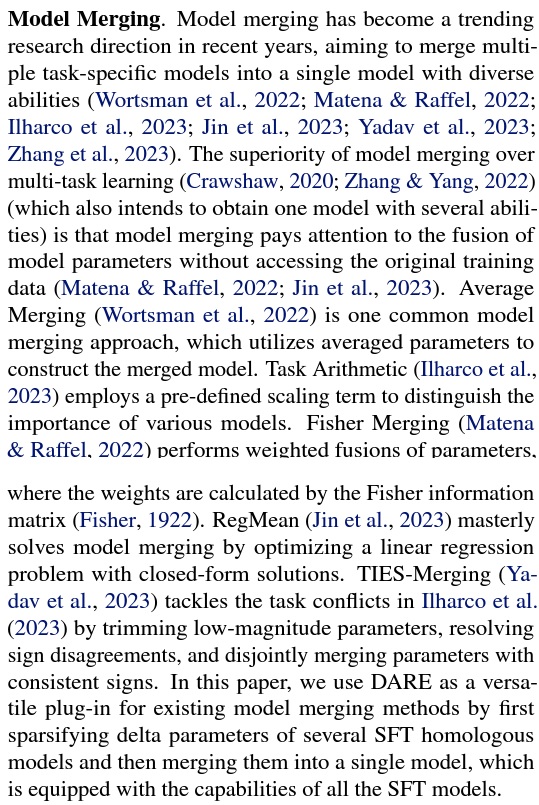 Model Merging. Model merging has become a trending
research direction in recent years, aiming to merge multi-
ple task-specific models into a single model with diverse
abilities (Wortsman et al., 2022; Matena & Raffel, 2022;
Ilharco et al., 2023; Jin et al., 2023; Yadav et al., 2023;
Zhang et al., 2023). The superiority of model merging over
multi-task learning (Crawshaw, 2020; Zhang & Yang, 2022)
(which also intends to obtain one model with several abili-
ties) is that model merging pays attention to the fusion of
model parameters without accessing the original training
data (Matena & Raffel, 2022; Jin et al., 2023). Average
Merging (Wortsman et al., 2022) is one common model
merging approach, which utilizes averaged parameters to
construct the merged model. Task Arithmetic (Ilharco et al.,
2023) employs a pre-defined scaling term to distinguish the
importance of various models. Fisher Merging (Matena
& Raffel, 2022) performs weighted fusions of parameters,
where the weights are calculated by the Fisher information
matrix (Fisher, 1922). RegMean (Jin et al., 2023) masterly
solves model merging by optimizing a linear regression
problem with closed-form solutions. TIES-Merging (Ya-
dav et al., 2023) tackles the task conflicts in Ilharco et al.
(2023) by trimming low-magnitude parameters, resolving
sign disagreements, and disjointly merging parameters with
consistent signs. In this paper, we use DARE as a versa-
tile plug-in for existing model merging methods by first
sparsifying delta parameters of several SFT homologous
models and then merging them into a single model, which
is equipped with the capabilities of all the SFT models.